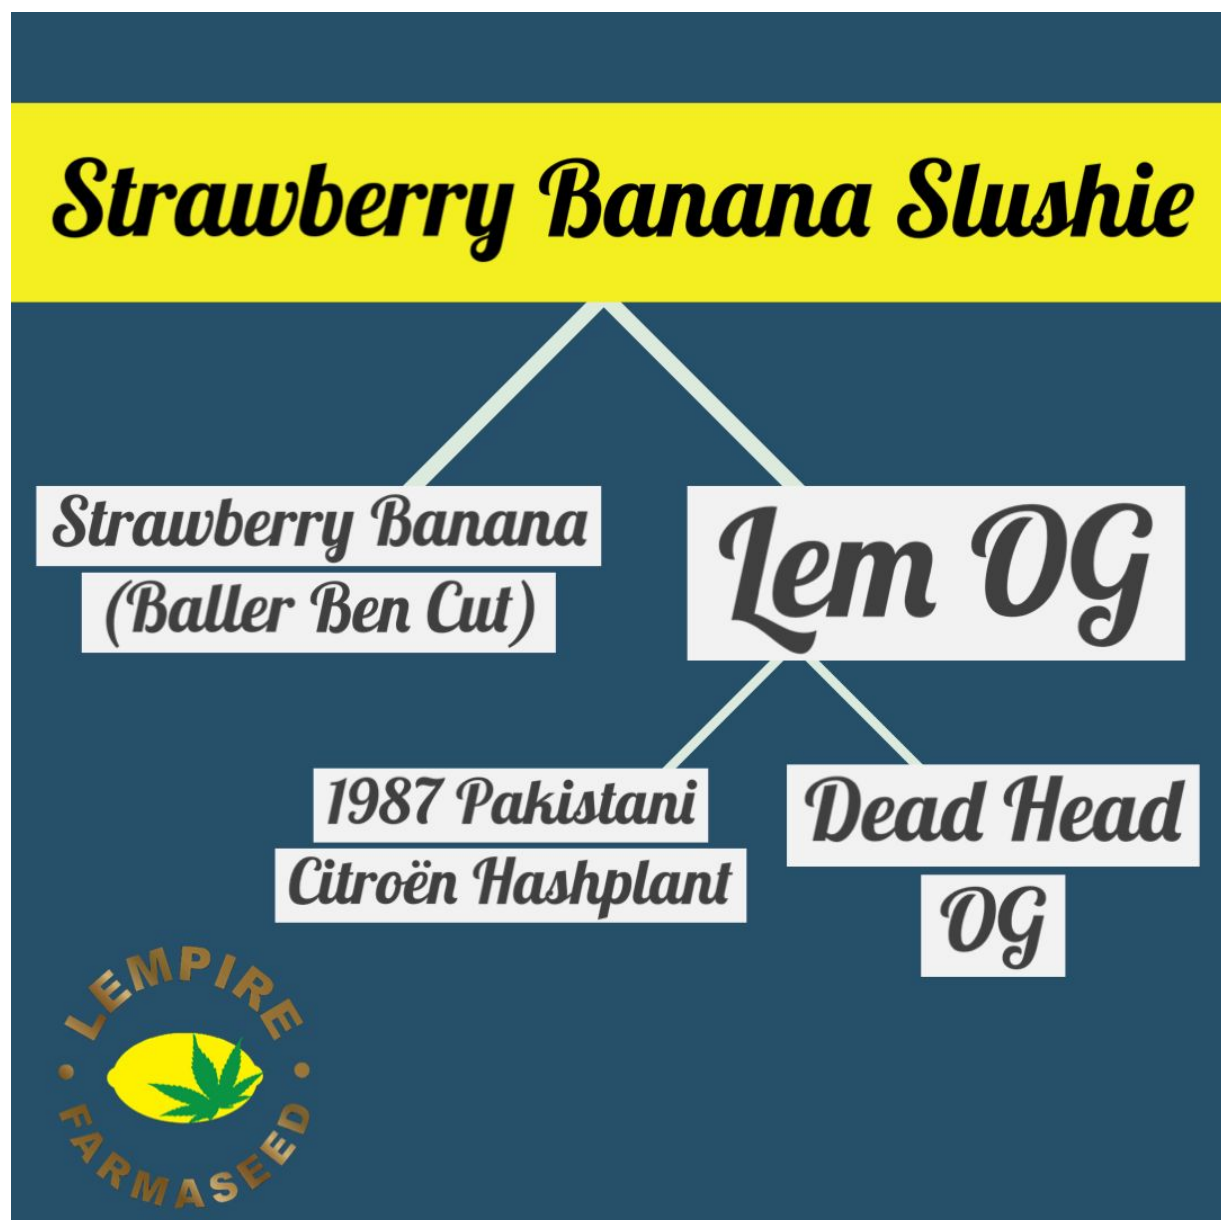 Strawberry Banana Slushie
Strawberry Banana
(Baller Ben Cut)
Lem OG
1987 Pakistani
Citroën Hashplant
Dead Head
OG
LEMPIRE
FARMASEED